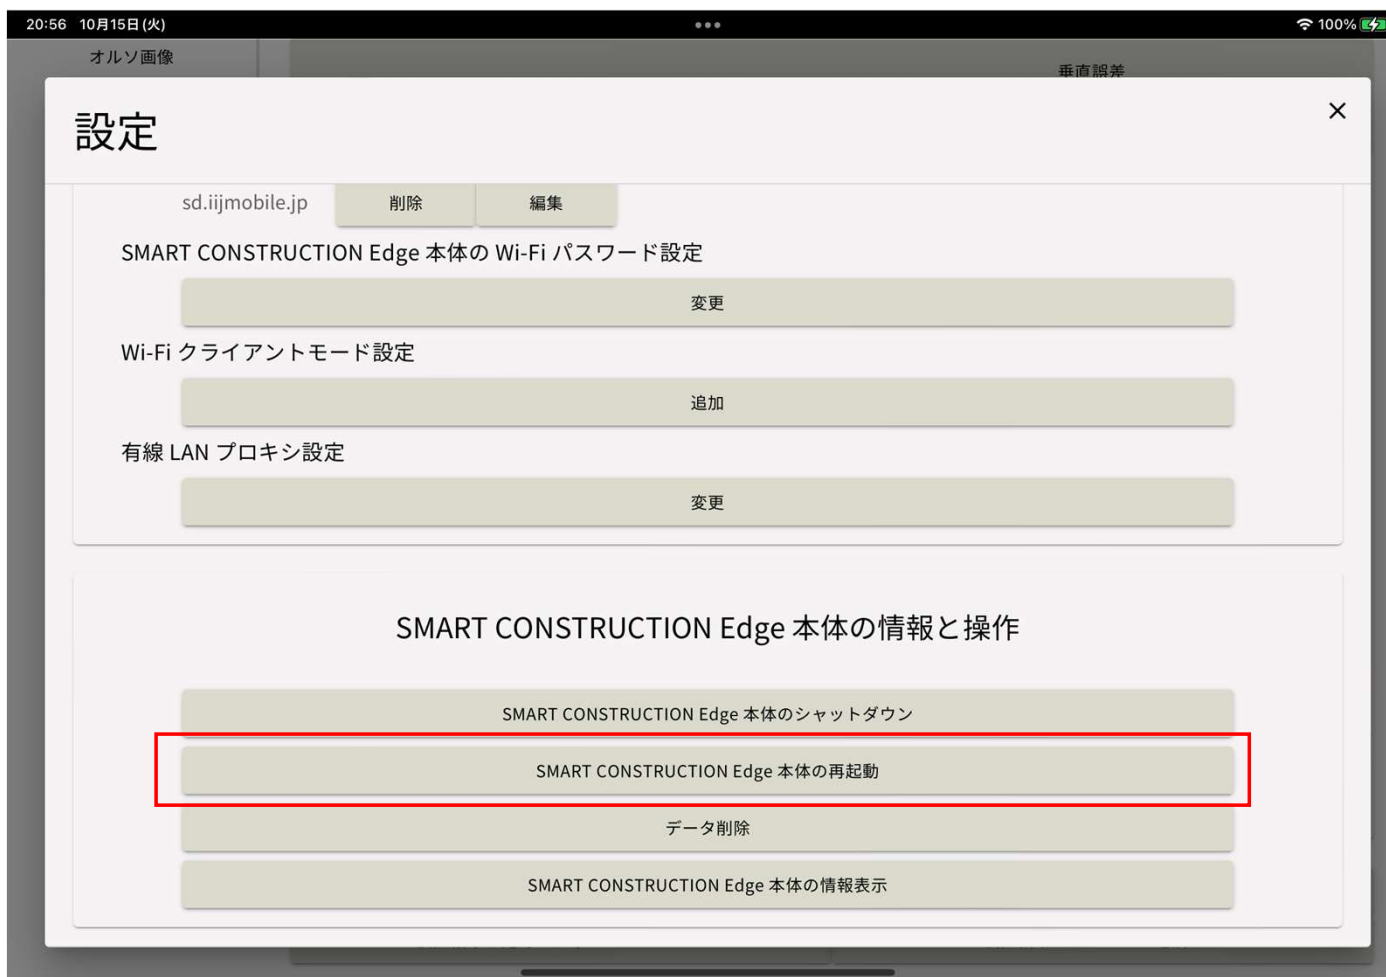 20:56 10月15日(火)
100%
オルソ画像
垂直誤差
設定
sd.iijmobile.jp
削除
編集
SMART CONSTRUCTION Edge 本体の Wi-Fi パスワード設定
変更
Wi-Fi クライアントモード設定
追加
有線 LAN プロキシ設定
変更
SMART CONSTRUCTION Edge 本体の情報と操作
SMART CONSTRUCTION Edge 本体のシャットダウン
SMART CONSTRUCTION Edge 本体の再起動
データ削除
SMART CONSTRUCTION Edge 本体の情報表示